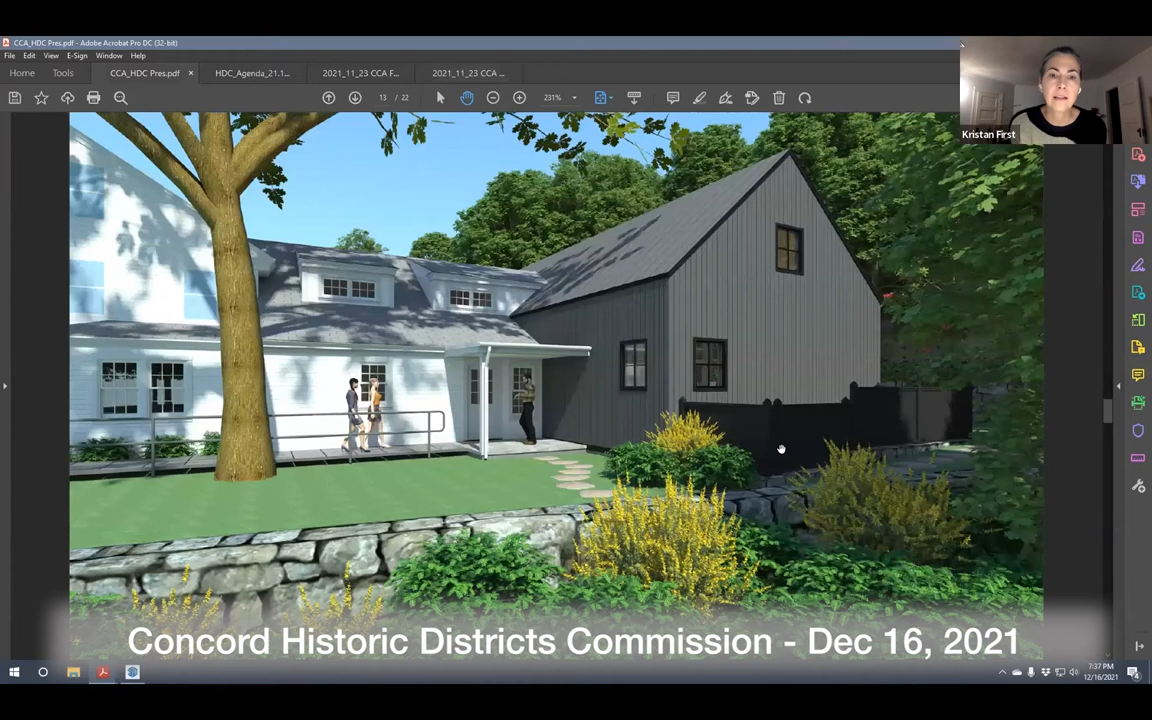 CCA_HDC Pres.pdf - Adobe Acrobat Pro DC (32-bit)
File Edit View E-Sign Window Help
Home Tools CCA_HDC Pres.pdf × HDC_Agenda_21.1... 2021_11_23 CCA F... 2021_11_23 CCA ...
13 / 22 231%
Kristan First
Concord Historic Districts Commission - Dec 16, 2021
7:37 PM
12/16/2021